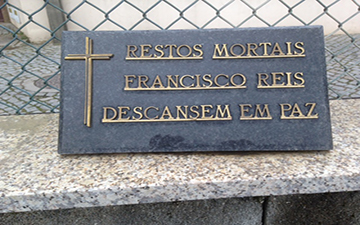 RESTOS MORTAIS
FRANCISCO REIS
DESCANSEM EM PAZ